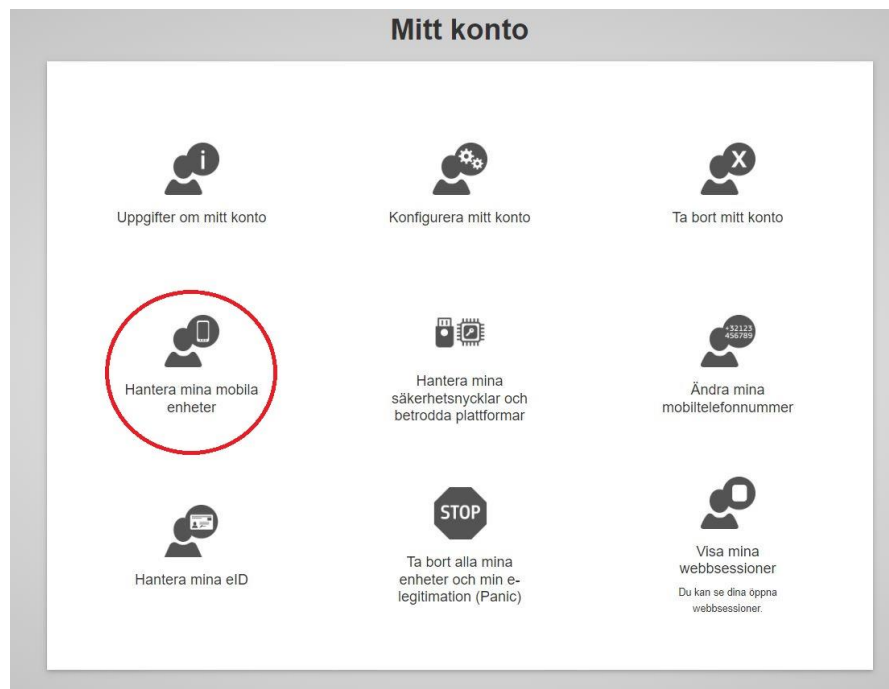 Mitt konto
i
X
Uppgifter om mitt konto
Konfigurera mitt konto
Ta bort mitt konto
+32123
456789
Hantera mina mobila
enheter
Hantera mina
säkerhetsnycklar och
betrodda plattformar
Ändra mina
mobiltelefonnummer
Hantera mina eID
STOP
Ta bort alla mina
enheter och min e-
legitimation (Panic)
Visa mina
webbsessioner
Du kan se dina öppna
webbsessioner.